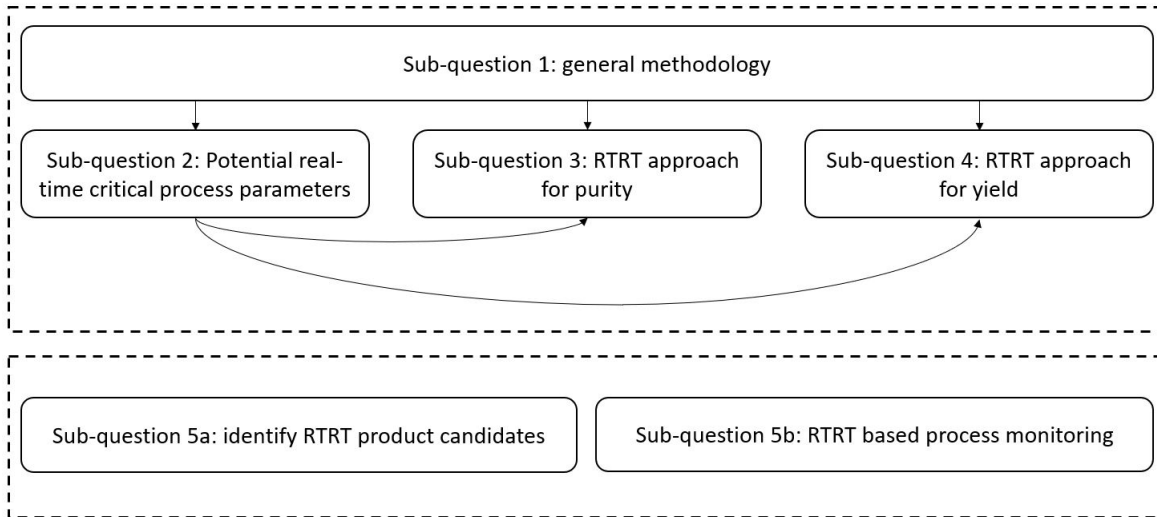 Sub-question 1: general methodology
Sub-question 2: Potential real-
time critical process parameters
Sub-question 3: RTRT approach
for purity
Sub-question 4: RTRT approach
for yield
Sub-question 5a: identify RTRT product candidates
Sub-question 5b: RTRT based process monitoring